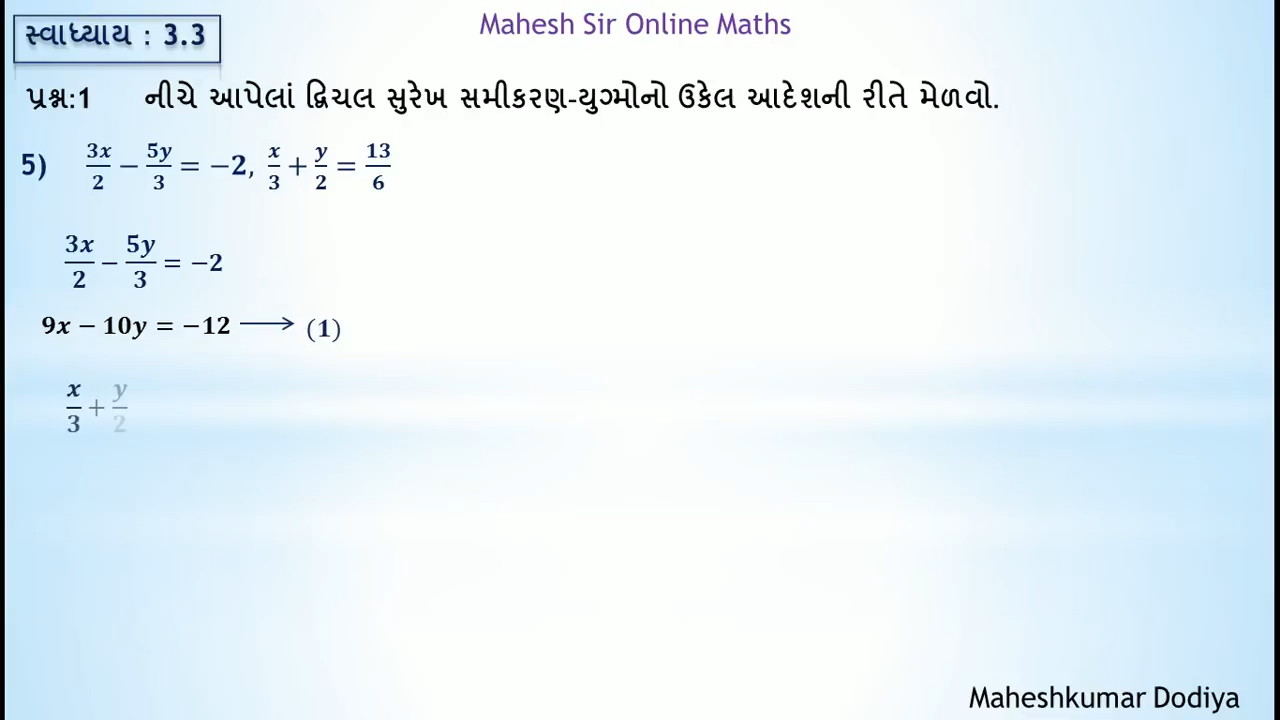 સ્વાધ્યાય : 3.3
Mahesh Sir Online Maths
પ્રશ્ન:1 નીચે આપેલાં દ્વિચલ સુરેખ સમીકરણ-યુગ્મોનો ઉકેલ આદેશની રીતે મેળવો.
5) 3x/2 − 5y/3 = −2, x/3 + y/2 = 13/6
3x/2 − 5y/3 = −2
9x − 10y = −12 ⟶ (1)
x/3 + y/2
Maheshkumar Dodiya